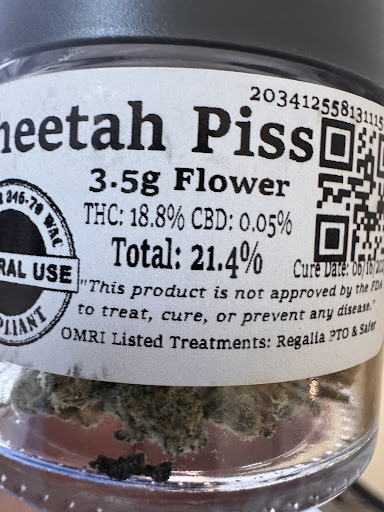 203412558131115
heetah Piss
3.5g Flower
THC: 18.8% CBD: 0.05%
Total: 21.4%
Cure Date: 06/16/202
246-70 WAC
RAL USE
PLIANT
"This product is not approved by the FDA
to treat, cure, or prevent any disease."
OMRI Listed Treatments: Regalia PTO & Safer